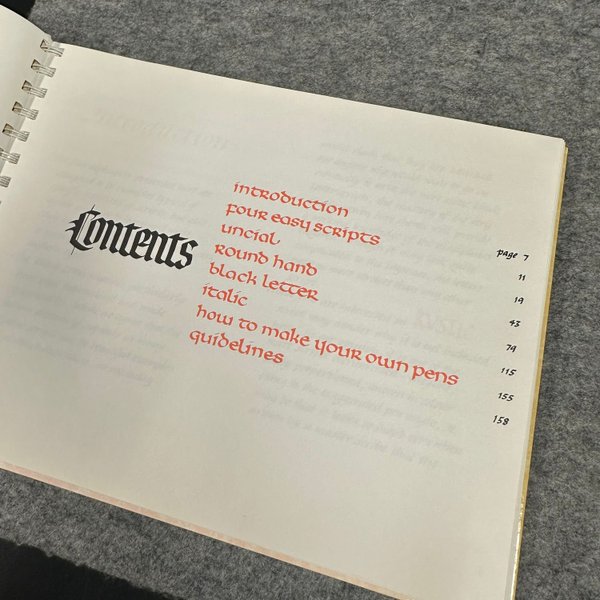 Contents
introduction page 7
four easy scripts 11
uncial 19
round hand 43
black letter 79
italic 115
how to make your own pens 155
guidelines 158